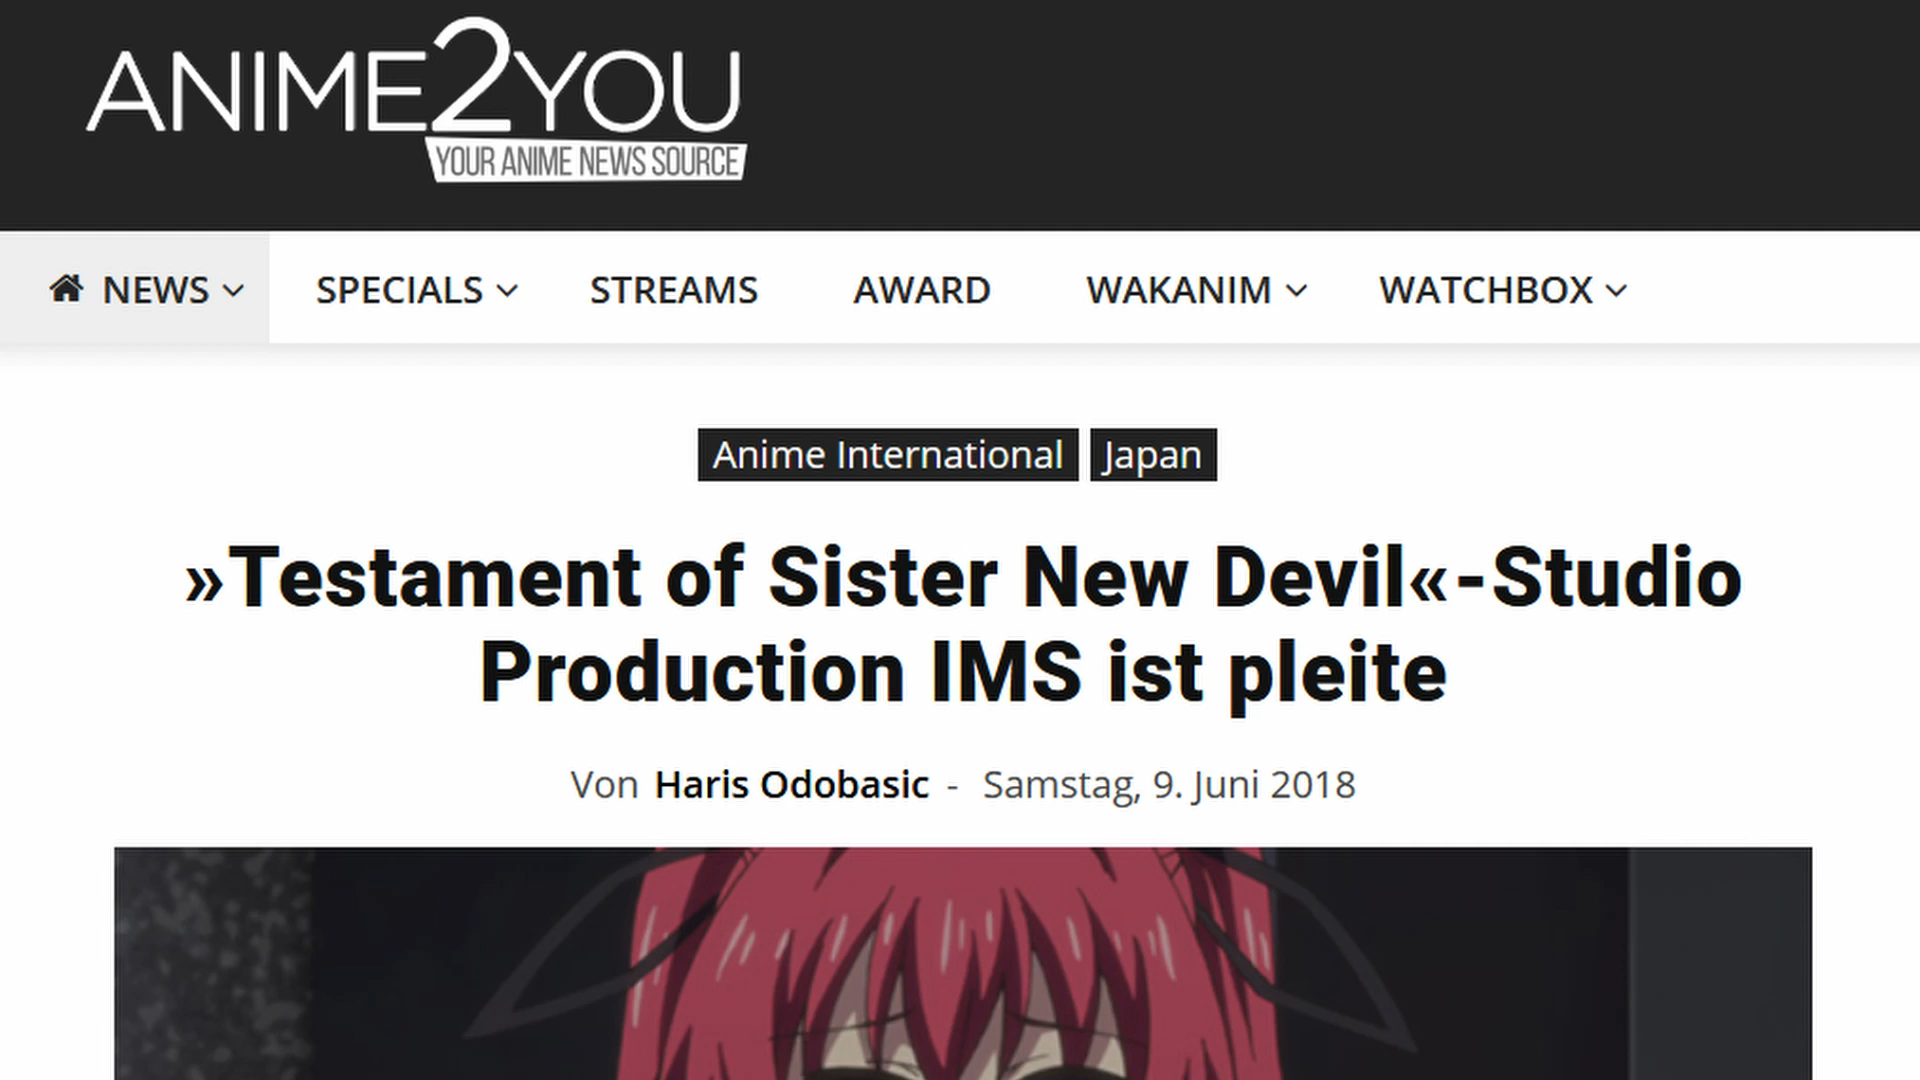 ANIME2YOU
YOUR ANIME NEWS SOURCE
NEWS SPECIALS STREAMS AWARD WAKANIM WATCHBOX
Anime International Japan
»Testament of Sister New Devil«-Studio
Production IMS ist pleite
Von Haris Odobasic - Samstag, 9. Juni 2018